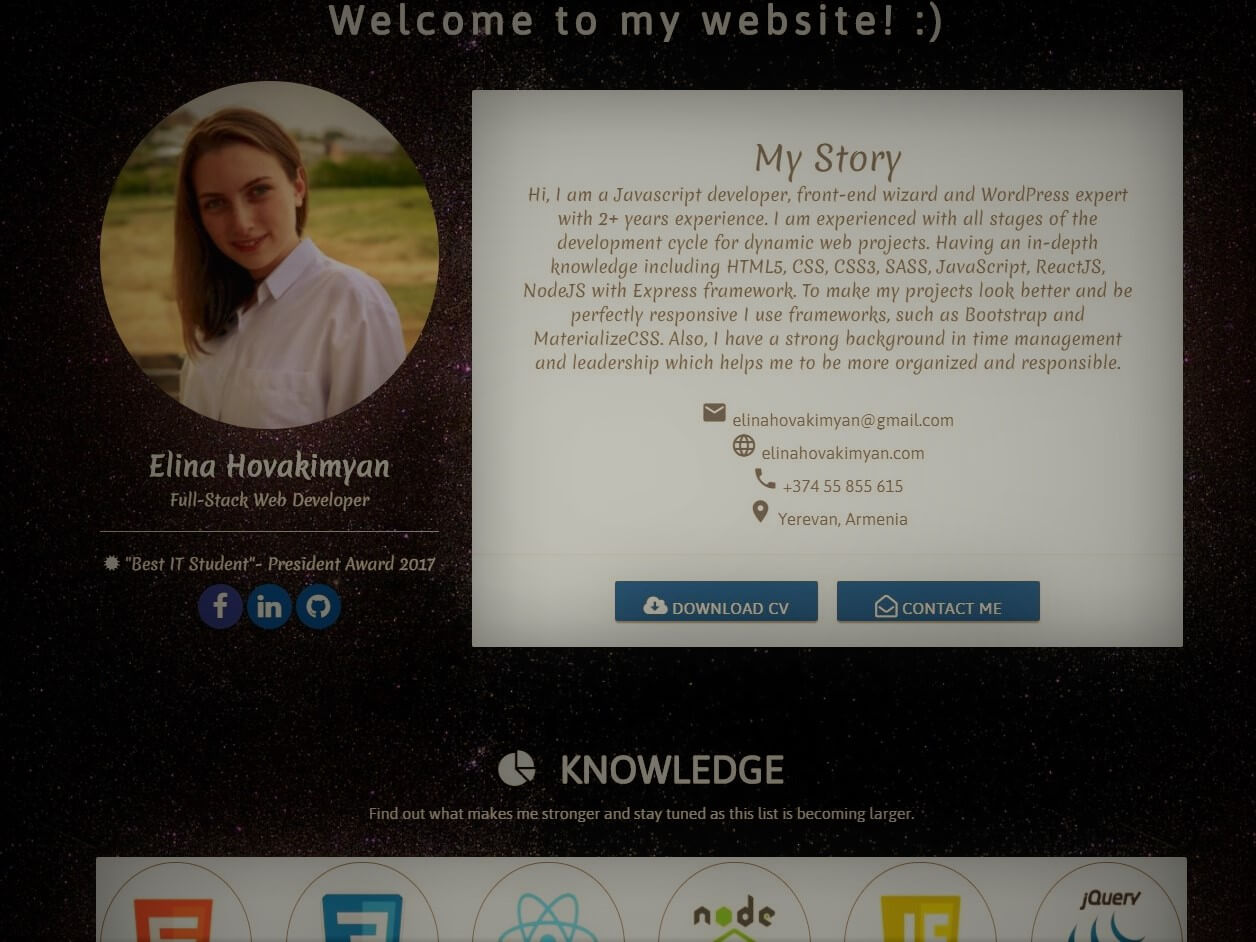 Welcome to my website! :)
My Story
Hi, I am a Javascript developer, front-end wizard and WordPress expert
with 2+ years experience. I am experienced with all stages of the
development cycle for dynamic web projects. Having an in-depth
knowledge including HTML5, CSS, CSS3, SASS, JavaScript, ReactJS,
NodeJS with Express framework. To make my projects look better and be
perfectly responsive I use frameworks, such as Bootstrap and
MaterializeCSS. Also, I have a strong background in time management
and leadership which helps me to be more organized and responsible.
elinahovakimyan@gmail.com
elinahovakimyan.com
+374 55 855 615
Yerevan, Armenia
DOWNLOAD CV
CONTACT ME
Elina Hovakimyan
Full-Stack Web Developer
"Best IT Student"- President Award 2017
f
in
KNOWLEDGE
Find out what makes me stronger and stay tuned as this list is becoming larger.
node
JS
jQuery